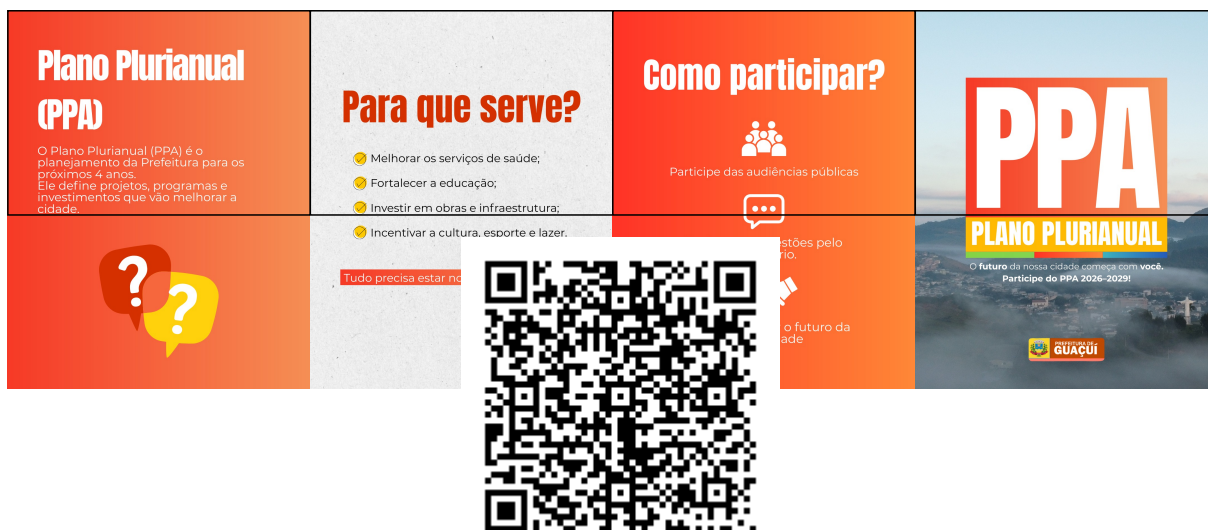 Plano Plurianual
(PPA)
O Plano Plurianual (PPA) é o
planejamento da Prefeitura para os
próximos 4 anos.
Ele define projetos, programas e
investimentos que vão melhorar a
cidade.
? ?
Para que serve?
Melhorar os serviços de saúde;
Fortalecer a educação;
Investir em obras e infraestrutura;
Incentivar a cultura, esporte e lazer.
Tudo precisa estar
Como participar?
Participe das audiências públicas
pelo
o futuro da
PPA
PLANO PLURIANUAL
O futuro da nossa cidade começa com você.
Participe do PPA 2026-2029!
PREFEITURA DE
GUAÇUÍ